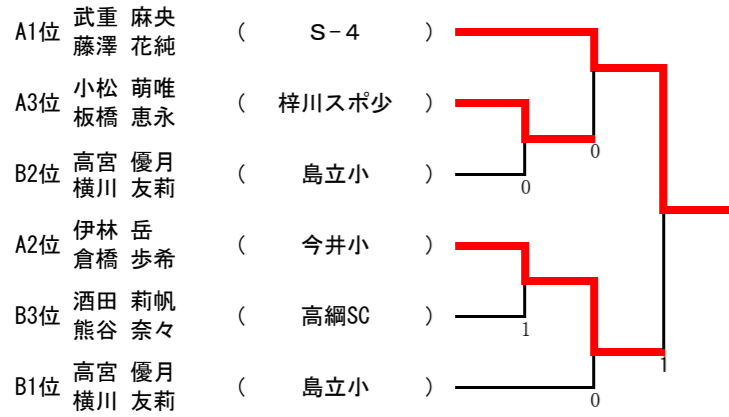 A1位 武重 麻央
藤澤 花純 ( S-4 )
A3位 小松 萌唯
板橋 恵永 ( 梓川スポ少 )
0
B2位 高宮 優月
横川 友莉 ( 島立小 )
0
A2位 伊林 岳
倉橋 歩希 ( 今井小 )
B3位 酒田 莉帆
熊谷 奈々 ( 高綱SC )
1
1
B1位 高宮 優月
横川 友莉 ( 島立小 )
0